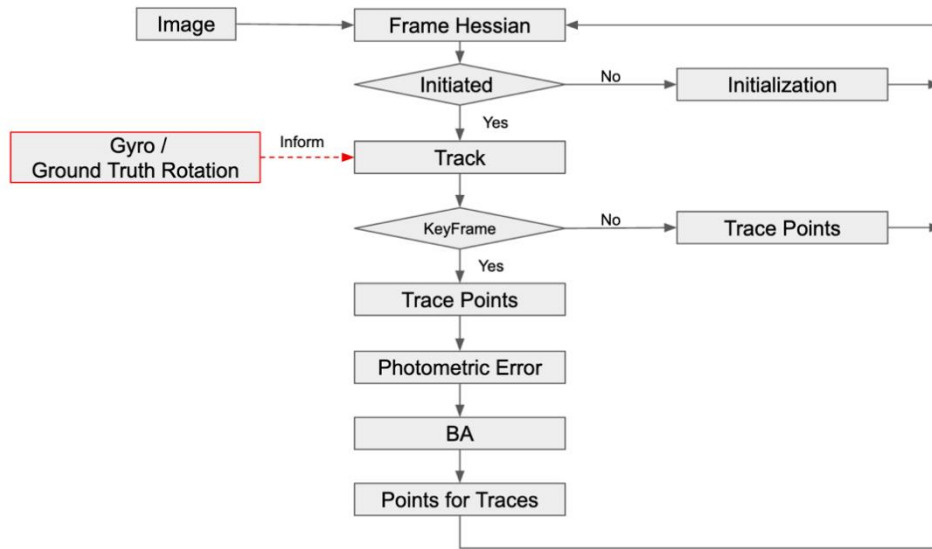 Image
Frame Hessian
Initiated
No
Initialization
Yes
Gyro /
Ground Truth Rotation
Inform
Track
KeyFrame
No
Trace Points
Yes
Trace Points
Photometric Error
BA
Points for Traces